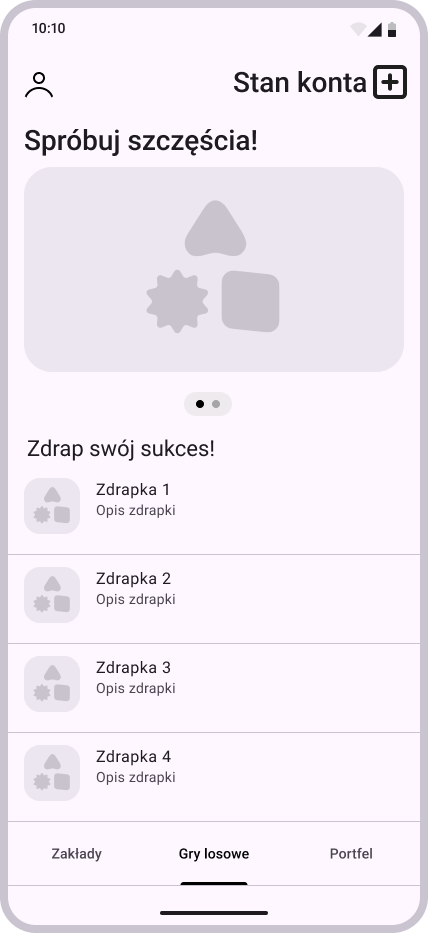 10:10
Stan konta
Spróbuj szczęścia!
Zdrap swój sukces!
Zdrapka 1
Opis zdrapki
Zdrapka 2
Opis zdrapki
Zdrapka 3
Opis zdrapki
Zdrapka 4
Opis zdrapki
Zakłady Gry losowe Portfel